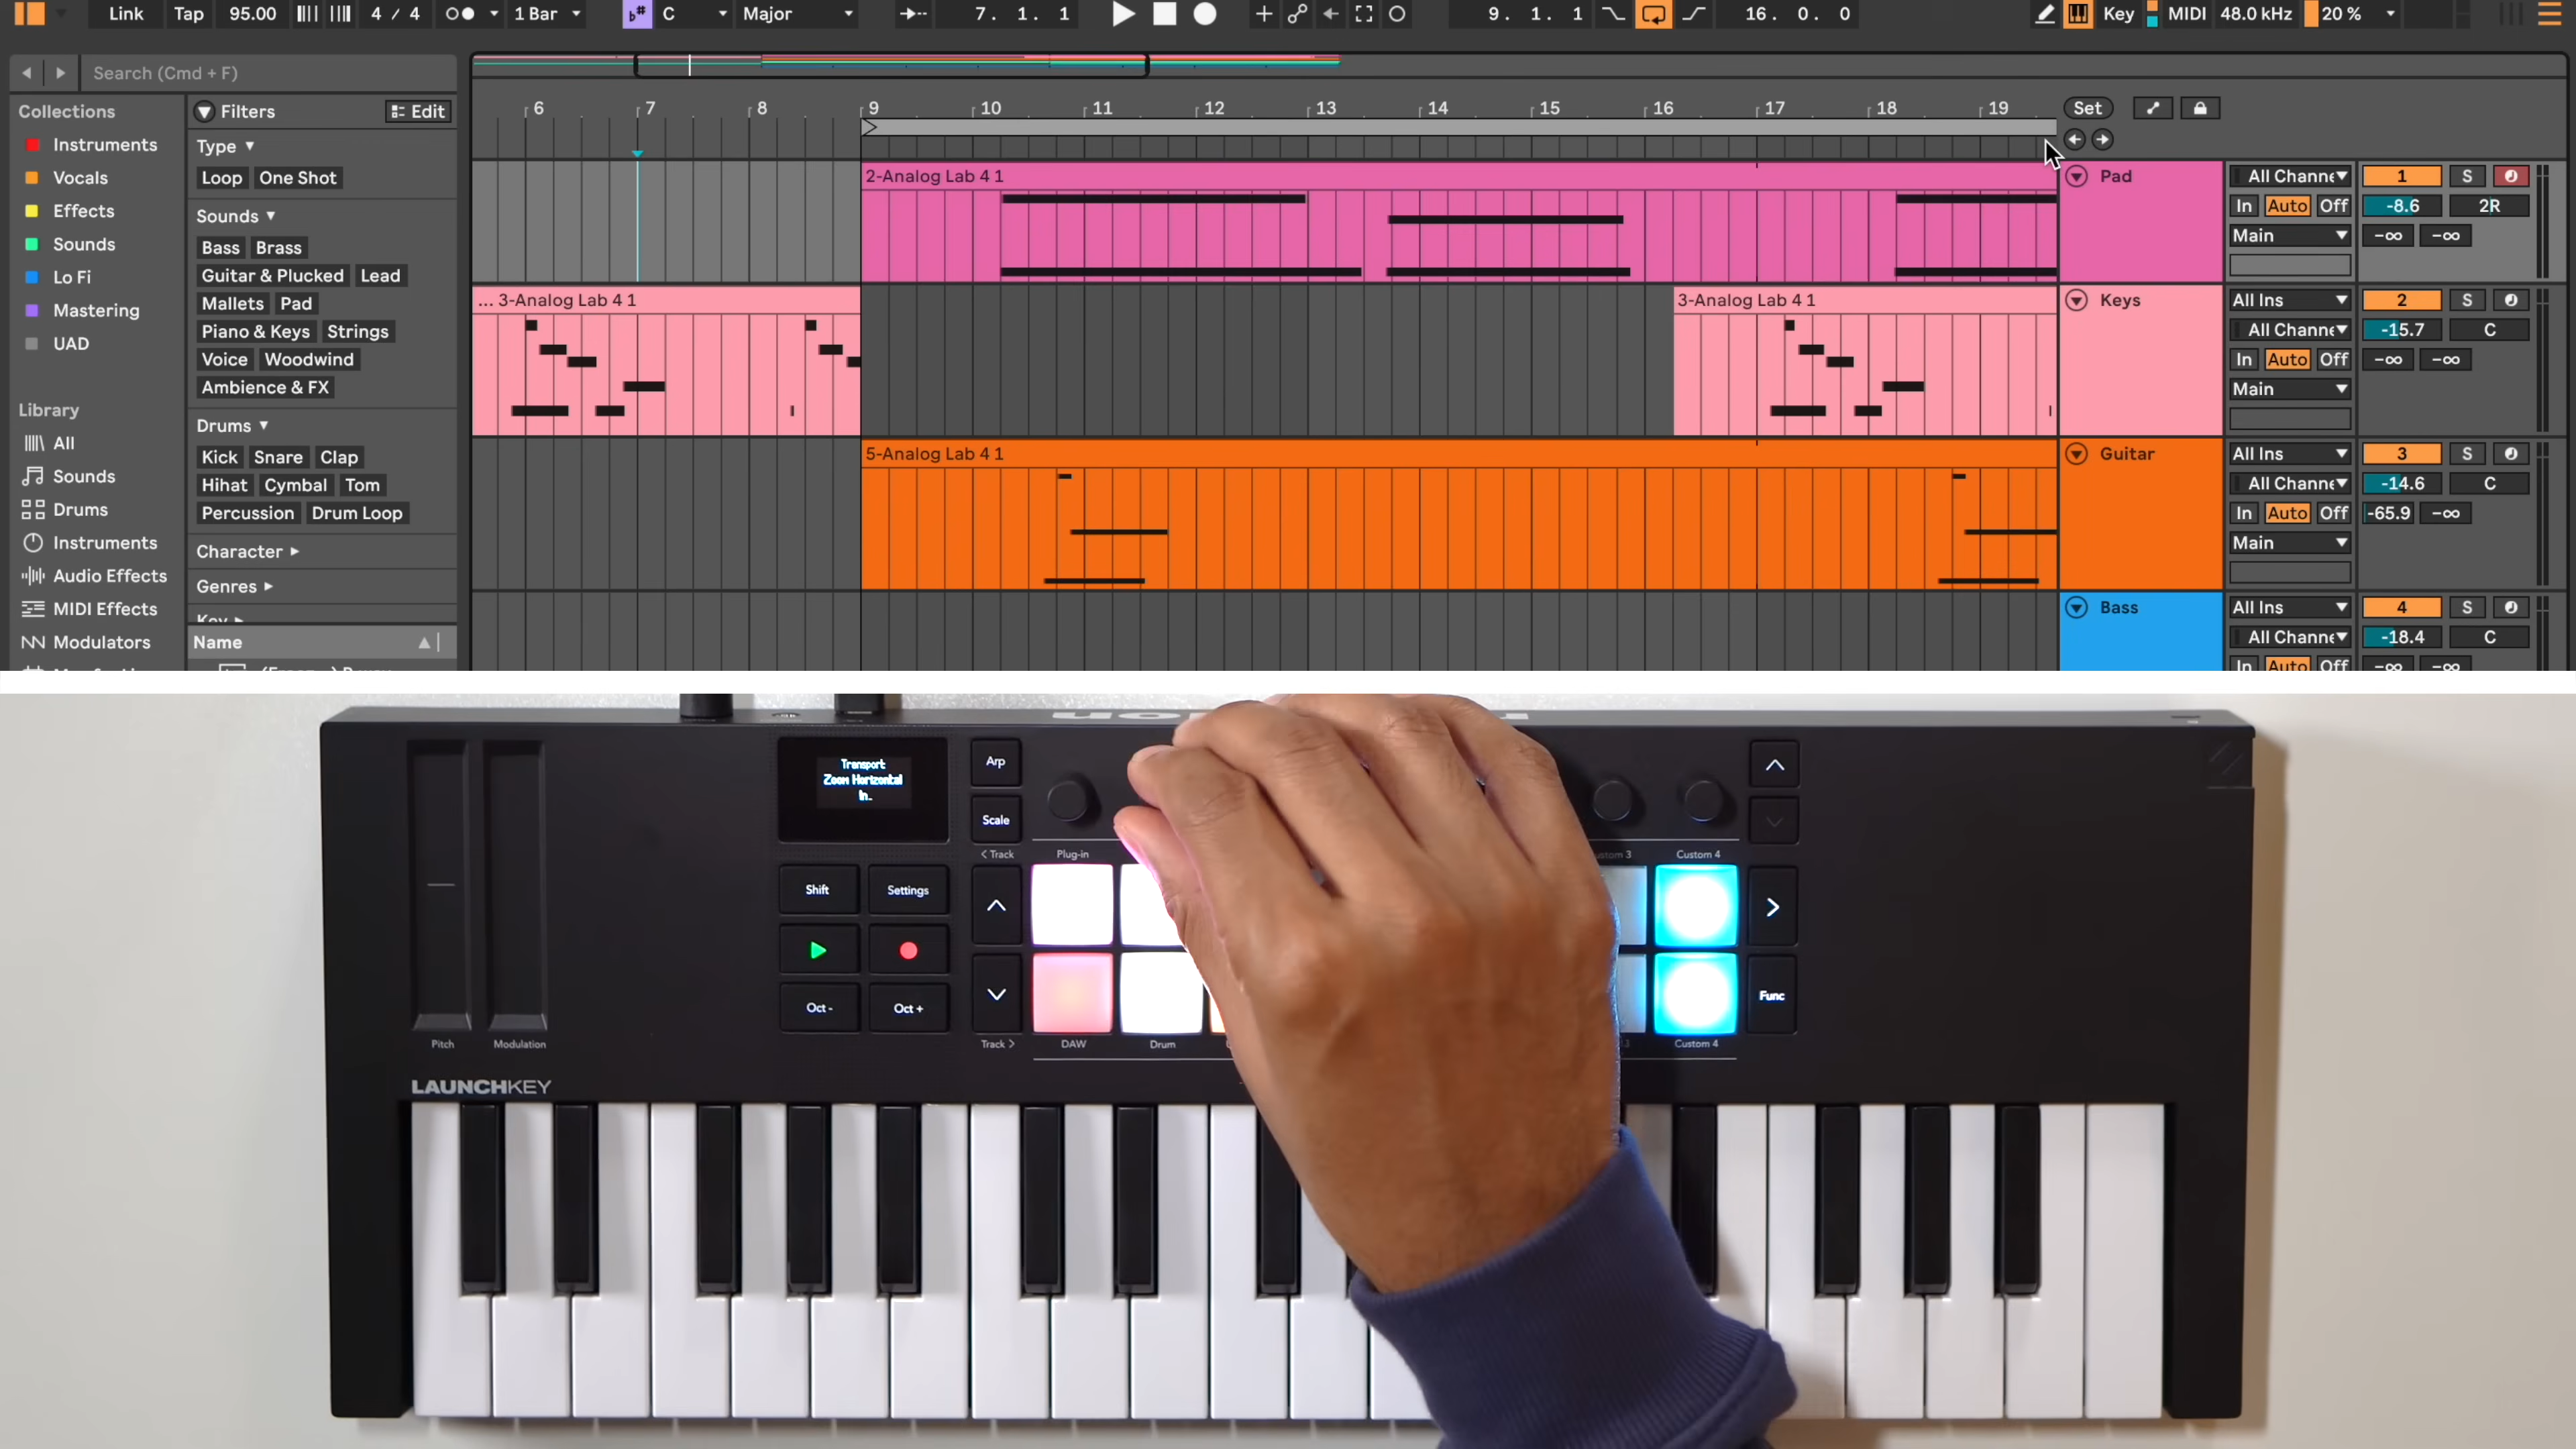 Link Tap 95.00 4 / 4 1 Bar C Major 7. 1. 1 9. 1. 1 16. 0. 0 Key MIDI 48.0 kHz 20 %
Search (Cmd + F)
Collections
Instruments
Vocals
Effects
Sounds
Lo Fi
Mastering
UAD
Library
All
Sounds
Drums
Instruments
Audio Effects
MIDI Effects
Modulators
Filters Edit
Type
Loop One Shot
Sounds
Bass Brass
Guitar & Plucked Lead
Mallets Pad
Piano & Keys Strings
Voice Woodwind
Ambience & FX
Drums
Kick Snare Clap
Hihat Cymbal Tom
Percussion Drum Loop
Character
Genres
Key
Name
6 7 8 9 10 11 12 13 14 15 16 17 18 19
Set
2-Analog Lab 4 1
Pad
All Channe 1 S
In Auto Off -8.6 2R
Main -∞ -∞
... 3-Analog Lab 4 1
3-Analog Lab 4 1
Keys
All Ins 2 S
All Channe -15.7 C
In Auto Off -∞ -∞
Main
5-Analog Lab 4 1
Guitar
All Ins 3 S
All Channe -14.6 C
In Auto Off -65.9 -∞
Main
Bass
All Ins 4 S
All Channe -18.4 C
In Auto Off -∞ -∞
Transport
Zoom Horizontal
In
Arp
Scale
< Track Plug-in Custom 3 Custom 4
Shift Settings
Oct - Oct +
Func
Pitch Modulation
Track > DAW Drum Custom 4
LAUNCHKEY